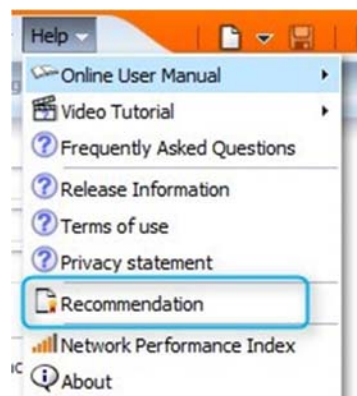 Help
Online User Manual
Video Tutorial
Frequently Asked Questions
Release Information
Terms of use
Privacy statement
Recommendation
Network Performance Index
About